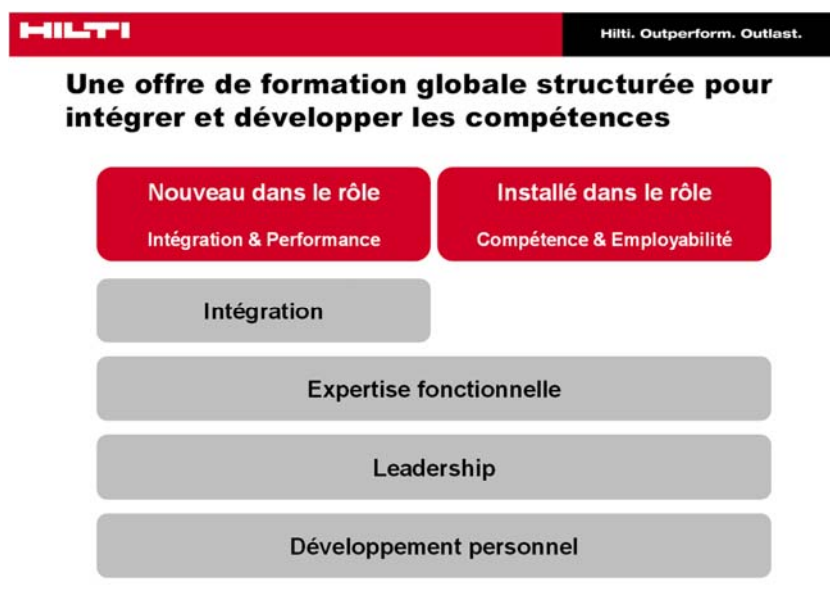 HILTI
Hilti. Outperform. Outlast.
Une offre de formation globale structurée pour
intégrer et développer les compétences
Nouveau dans le rôle
Intégration & Performance
Installé dans le rôle
Compétence & Employabilité
Intégration
Expertise fonctionnelle
Leadership
Développement personnel